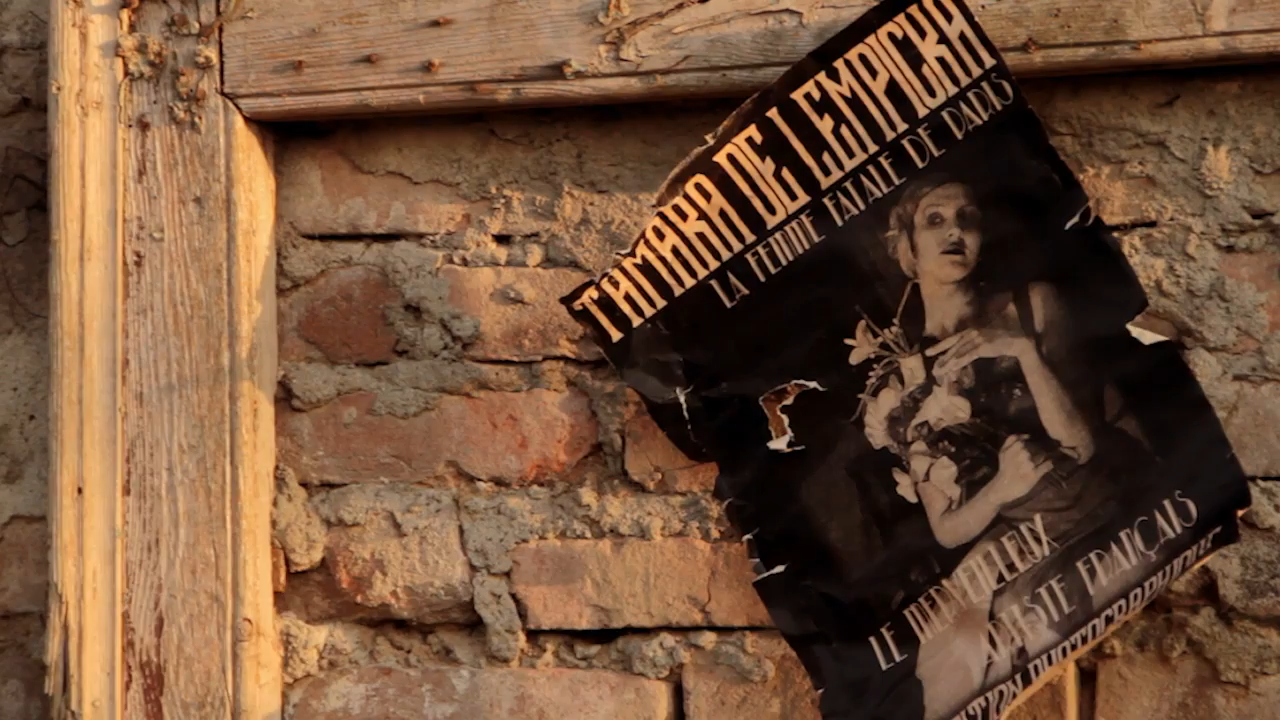 TAMARA DE LEMPICKA
LA FEMME FATALE DE PARIS
LE MERVEILLEUX
ARTISTE FRANÇAIS